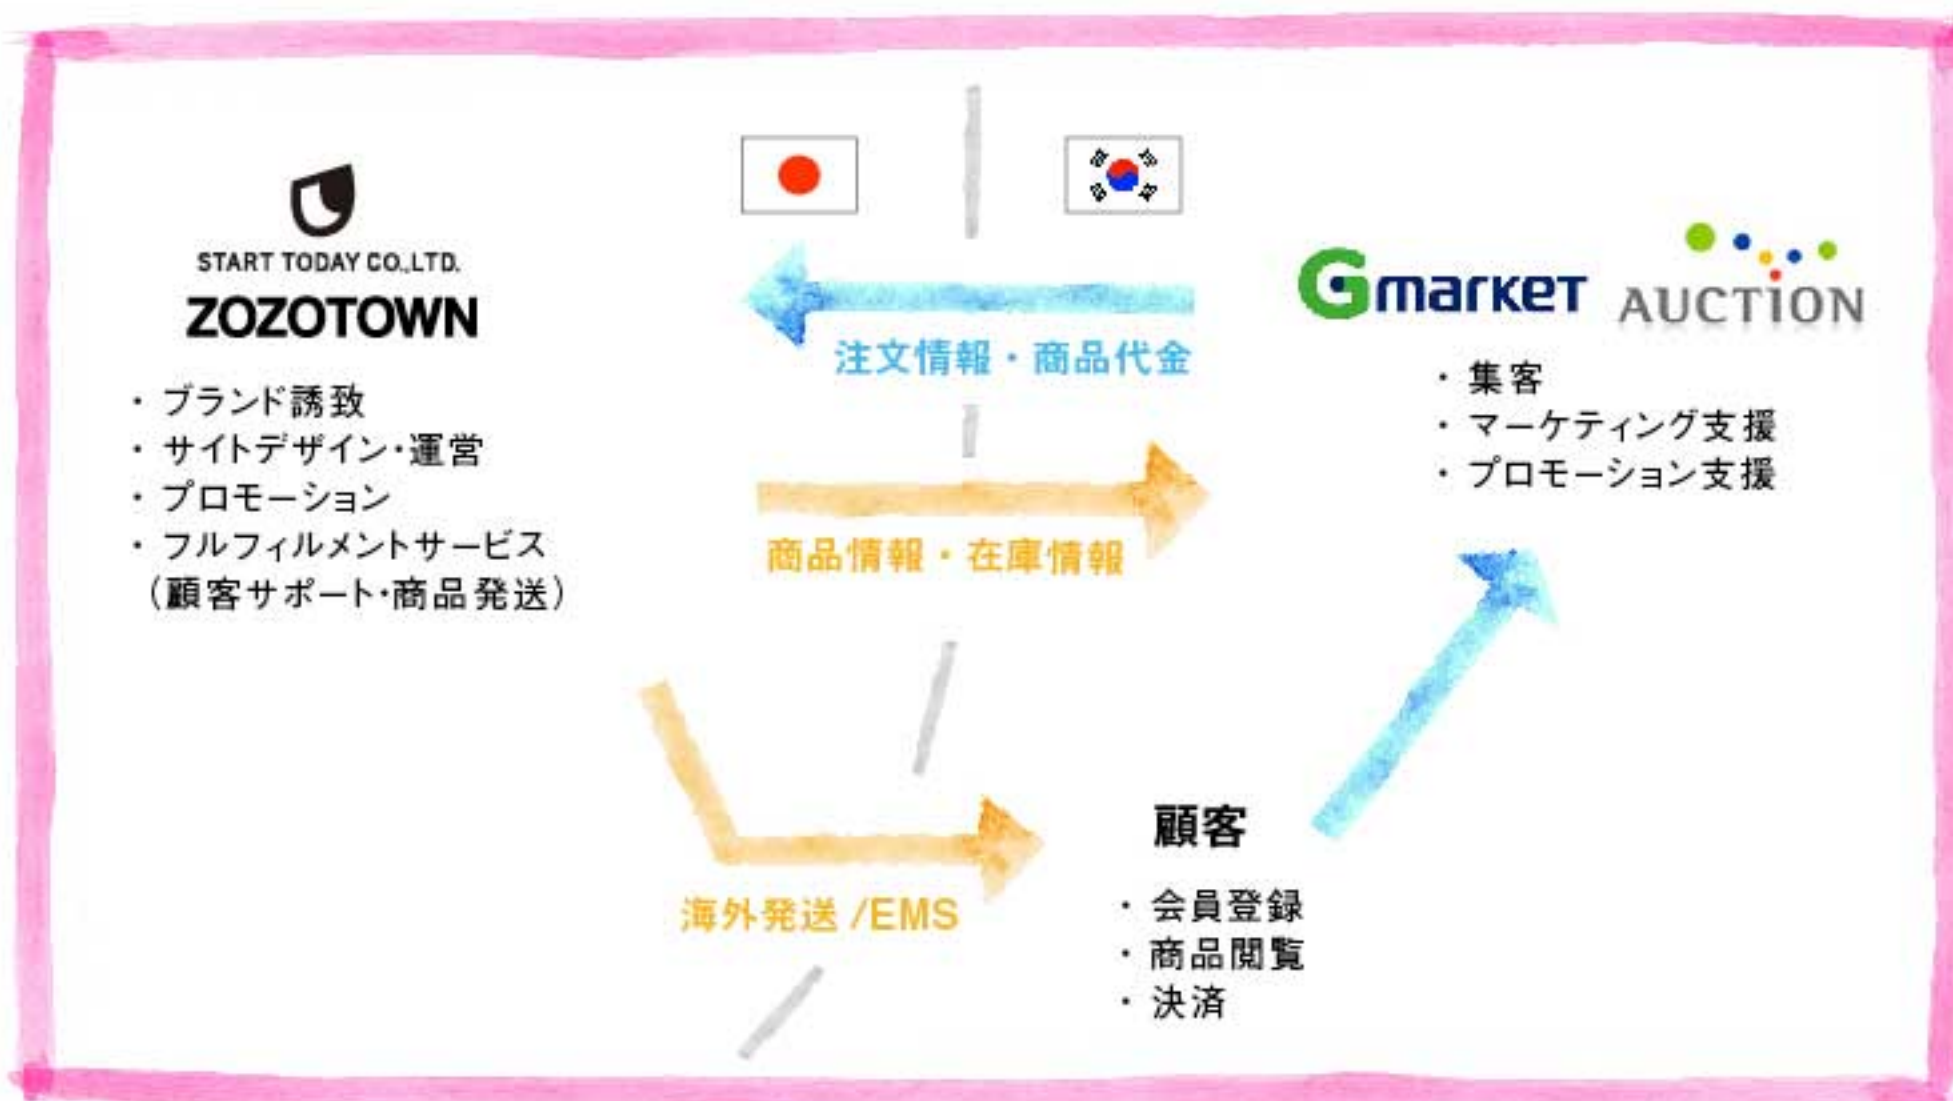 START TODAY CO.,LTD.
ZOZOTOWN
・ブランド誘致
・サイトデザイン・運営
・プロモーション
・フルフィルメントサービス
（顧客サポート・商品発送）
注文情報・商品代金
商品情報・在庫情報
海外発送/EMS
Gmarket
AUCTION
・集客
・マーケティング支援
・プロモーション支援
顧客
・会員登録
・商品閲覧
・決済